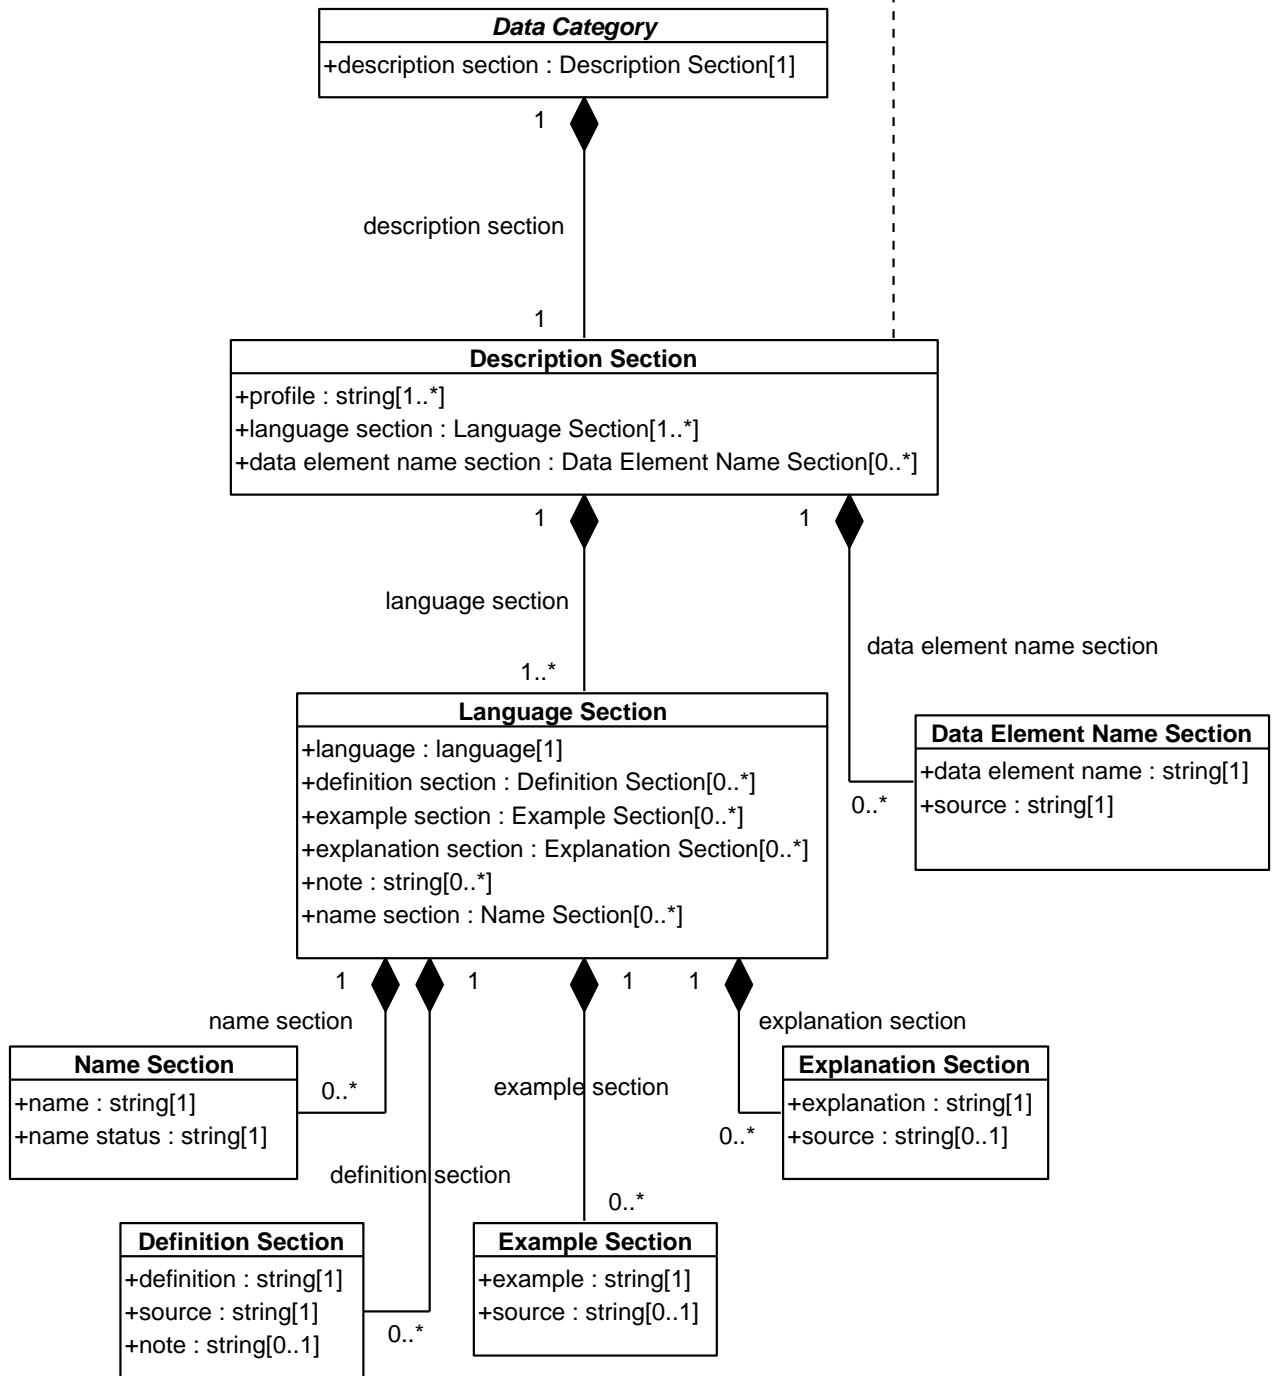 Data Category
+description section : Description Section[1]
1
description section
1
Description Section
+profile : string[1..*]
+language section : Language Section[1..*]
+data element name section : Data Element Name Section[0..*]
1
1
language section
data element name section
1..*
Language Section
+language : language[1]
+definition section : Definition Section[0..*]
+example section : Example Section[0..*]
+explanation section : Explanation Section[0..*]
+note : string[0..*]
+name section : Name Section[0..*]
Data Element Name Section
+data element name : string[1]
+source : string[1]
0..*
1
1
1
1
name section
explanation section
Name Section
+name : string[1]
+name status : string[1]
0..*
example section
Explanation Section
+explanation : string[1]
+source : string[0..1]
0..*
definition section
0..*
Definition Section
+definition : string[1]
+source : string[1]
+note : string[0..1]
0..*
Example Section
+example : string[1]
+source : string[0..1]